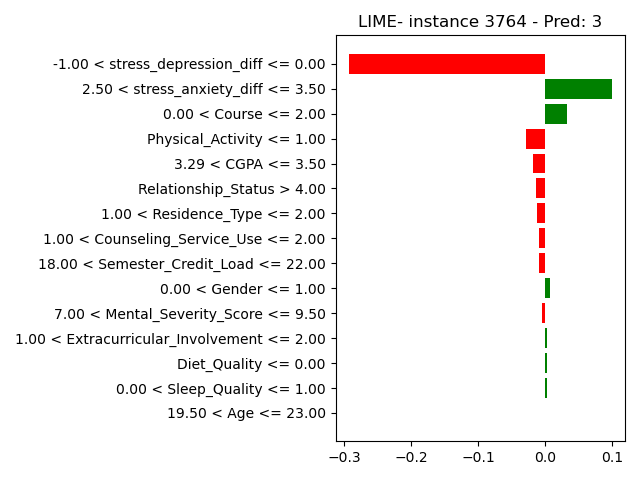 LIME- instance 3764 - Pred: 3
-1.00 < stress_depression_diff <= 0.00
2.50 < stress_anxiety_diff <= 3.50
0.00 < Course <= 2.00
Physical_Activity <= 1.00
3.29 < CGPA <= 3.50
Relationship_Status > 4.00
1.00 < Residence_Type <= 2.00
1.00 < Counseling_Service_Use <= 2.00
18.00 < Semester_Credit_Load <= 22.00
0.00 < Gender <= 1.00
7.00 < Mental_Severity_Score <= 9.50
1.00 < Extracurricular_Involvement <= 2.00
Diet_Quality <= 0.00
0.00 < Sleep_Quality <= 1.00
19.50 < Age <= 23.00
−0.3 −0.2 −0.1 0.0 0.1